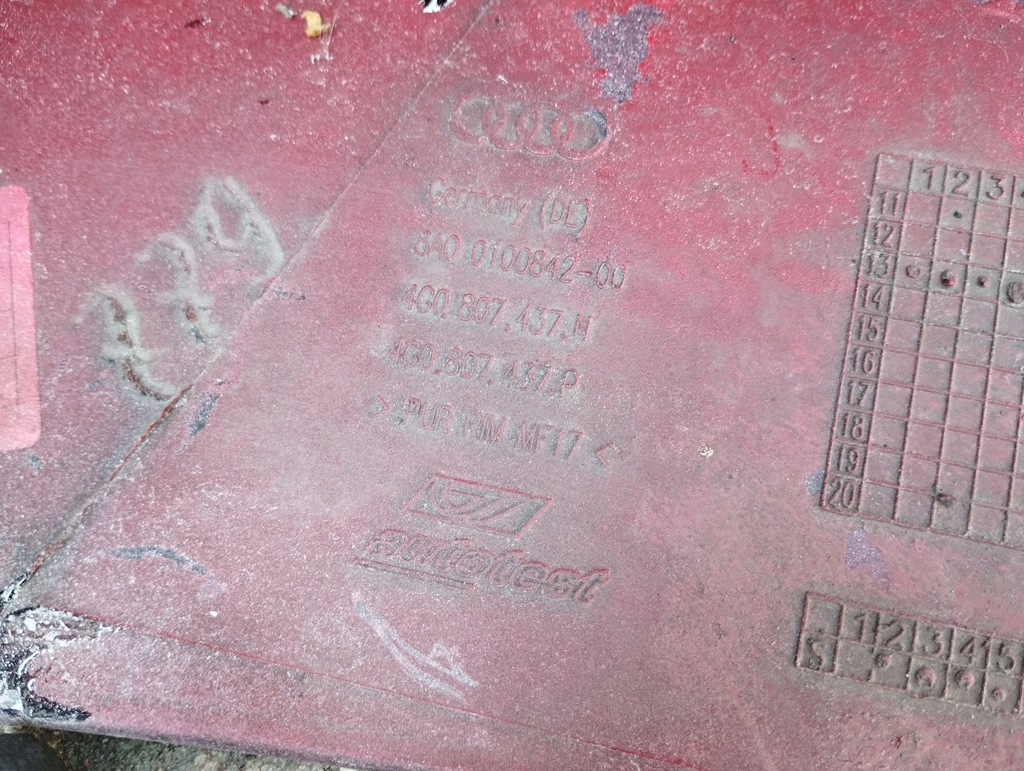 Germany (DE)
8A0 0100842-00
4G0.807.437.N
4G0.807.437.P
> PUR RIM MF17 <
autotest
1 2 3
11
12
13
14
15
16
17
18
19
20
1 2 3 4 5
S